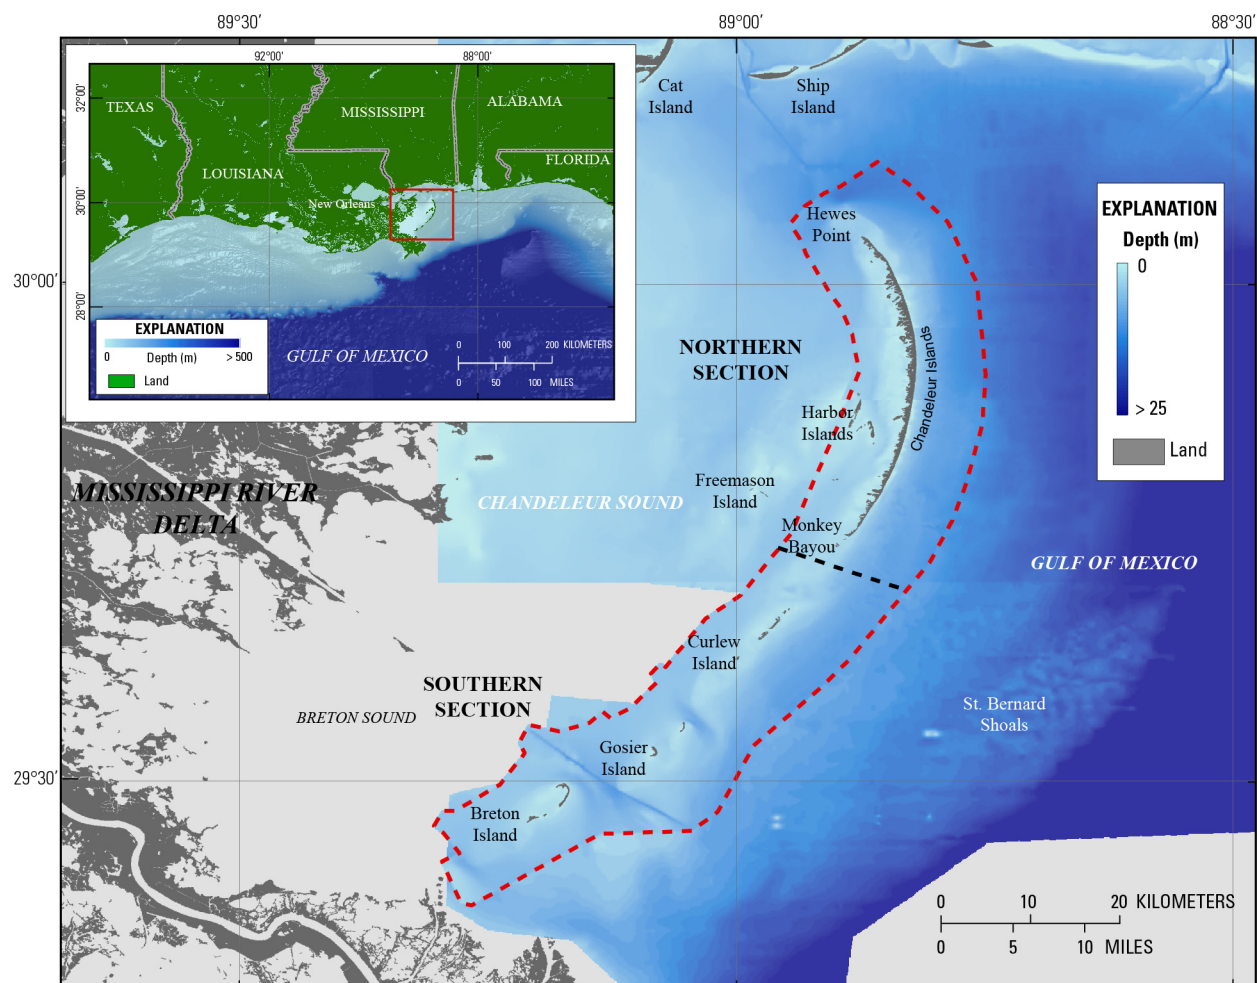 89°30'
89°00'
88°30'
92°00'
88°00'
32°00'
30°00'
28°00'
TEXAS
MISSISSIPPI
ALABAMA
LOUISIANA
FLORIDA
New Orleans
EXPLANATION
0
Depth (m)
> 500
Land
GULF OF MEXICO
0 100 200 KILOMETERS
0 50 100 MILES
Cat
Island
Ship
Island
Hewes
Point
30°00'
EXPLANATION
Depth (m)
0
> 25
Land
NORTHERN
SECTION
Chandeleur Islands
Harbor
Islands
Freemason
Island
MISSISSIPPI RIVER
DELTA
CHANDELEUR SOUND
Monkey
Bayou
GULF OF MEXICO
Curlew
Island
SOUTHERN
SECTION
BRETON SOUND
St. Bernard
Shoals
Gosier
Island
29°30'
Breton
Island
0 10 20 KILOMETERS
0 5 10 MILES